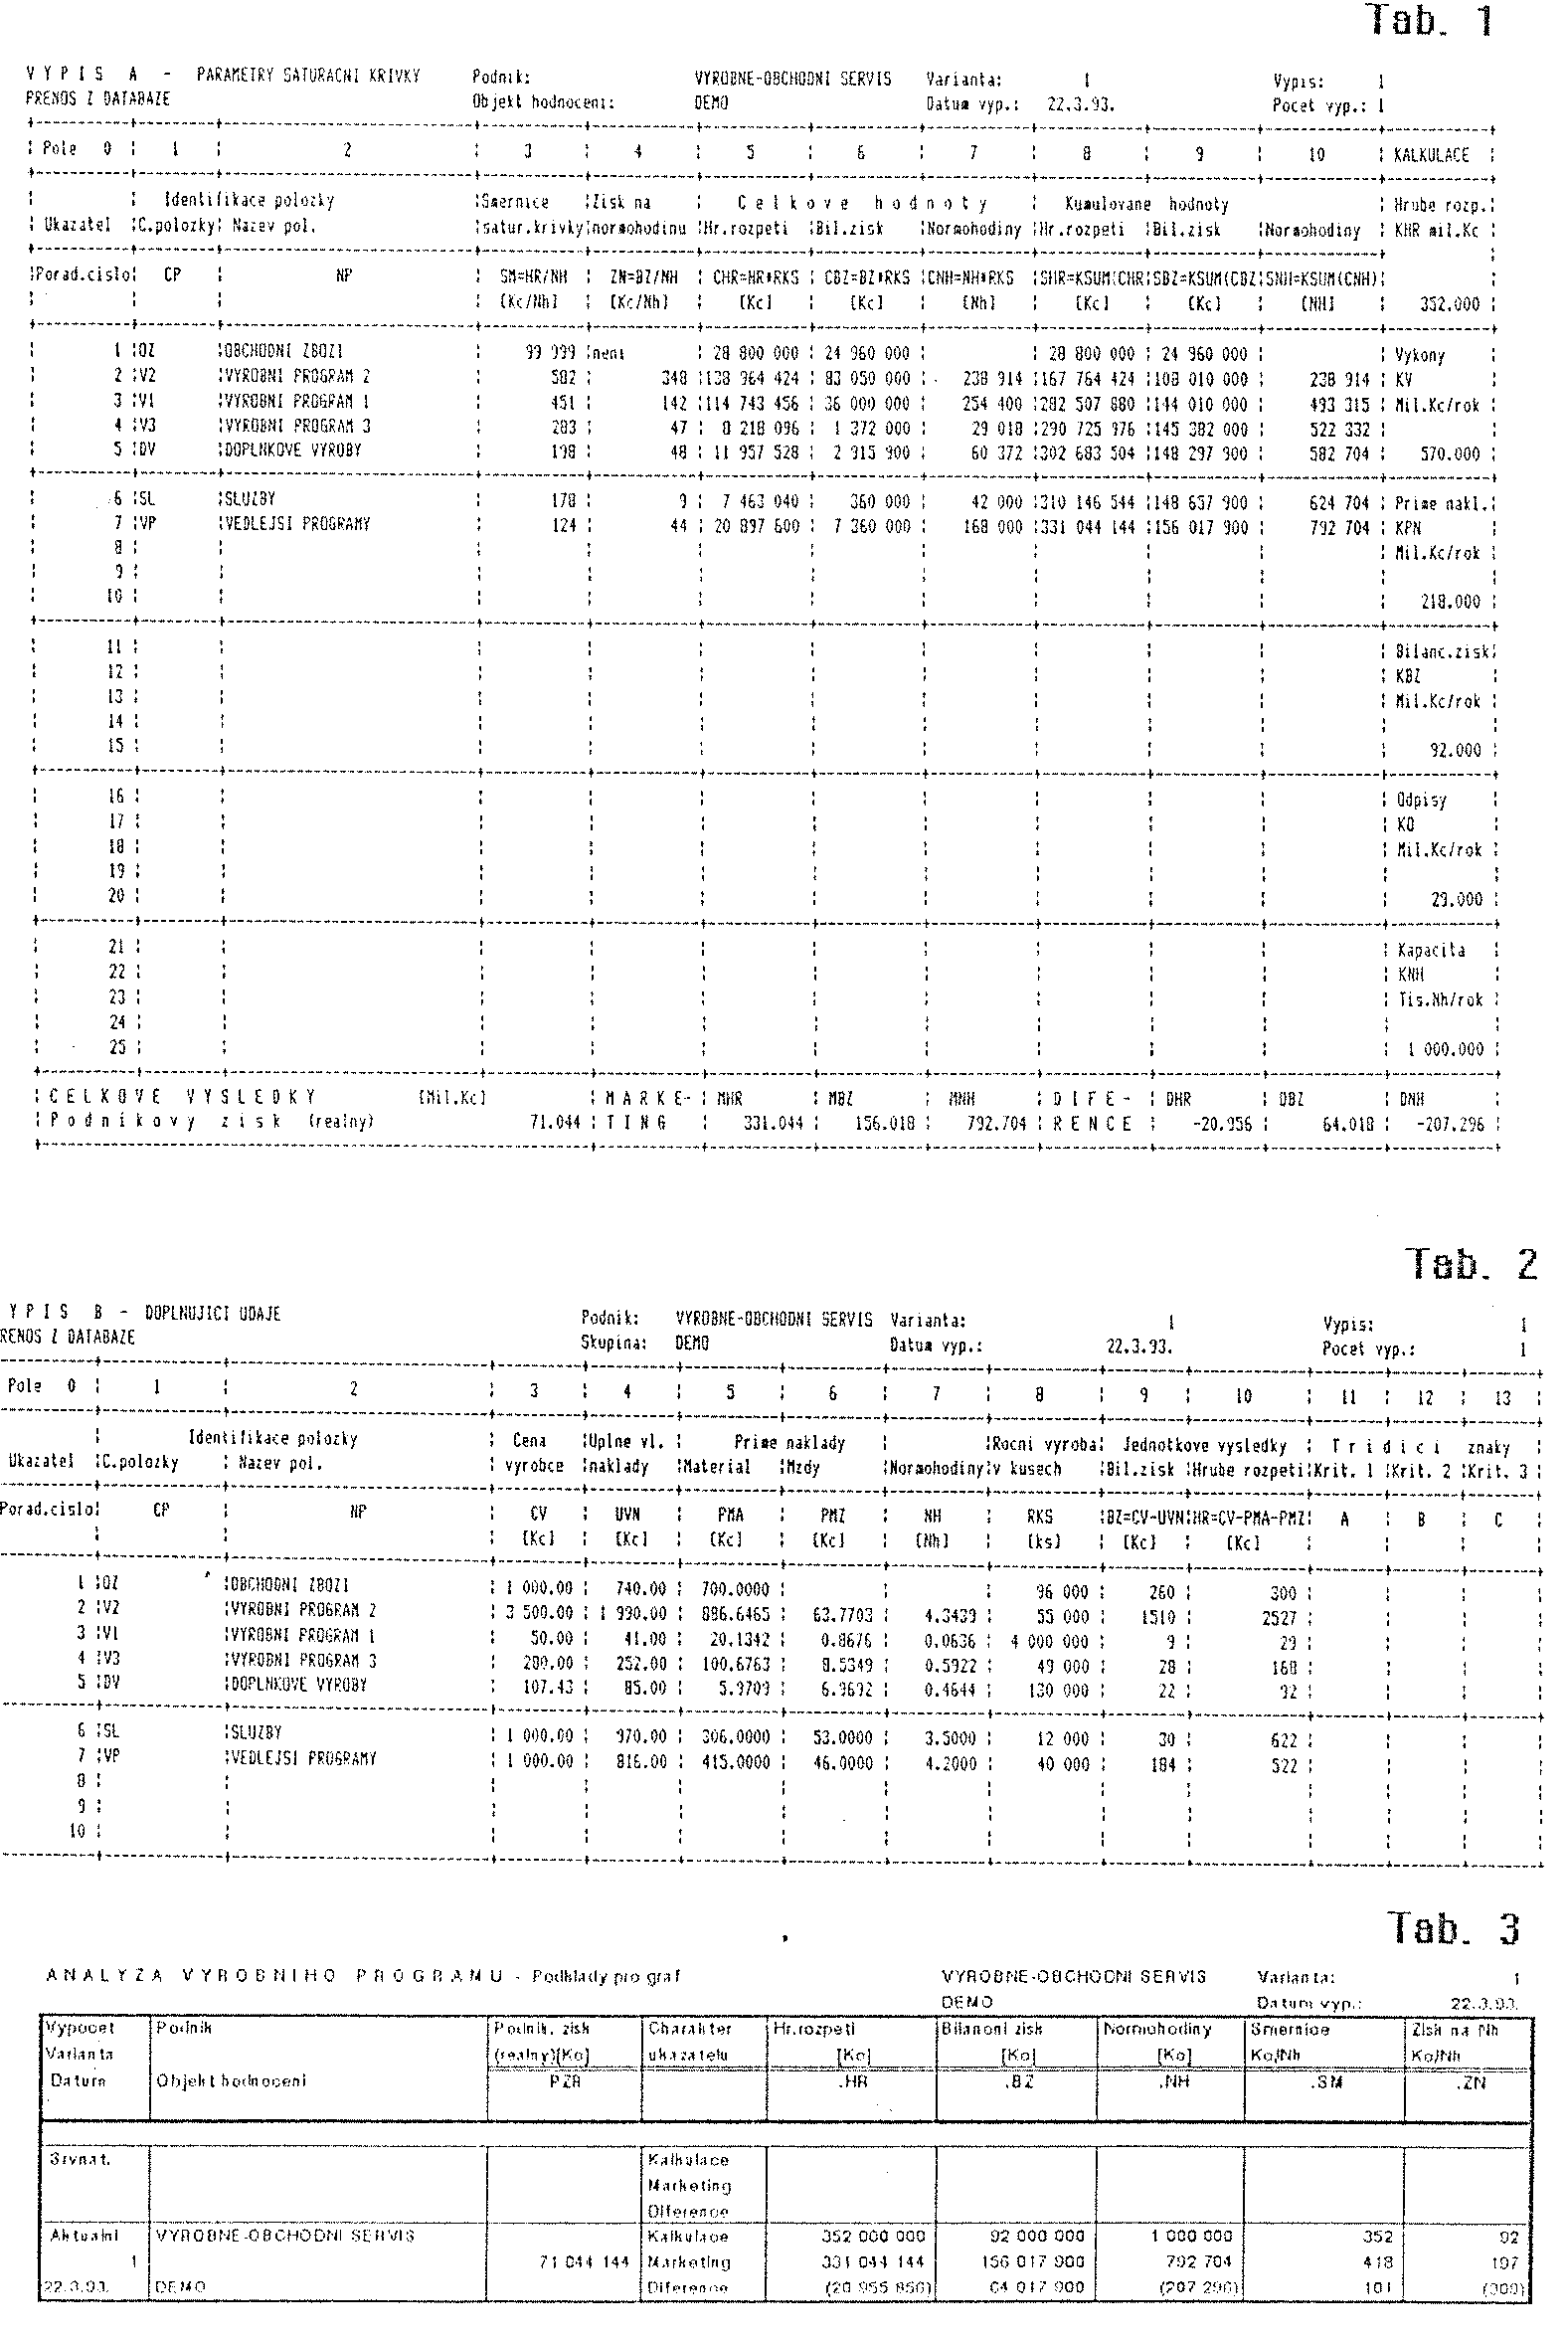 Tab. 1
VYPIS A - PARAMETRY SATURACNI KRIVKY Podnik: VYROBNE-OBCHODNI SERVIS Varianta: 1 Vypis: 1
PRENOS Z DATABAZE Objekt hodnoceni: DEMO Datum vyp.: 22.3.93. Pocet vyp.: 1
Pole 0 1 2 3 4 5 6 7 8 9 10 KALKULACE
Identifikace polozky Smernice Zisk na Celkove hodnoty Kumulovane hodnoty Hrube rozp.
Ukazatel C.polozky Nazev pol. satur.krivky normohodinu Hr.rozpeti Bil.zisk Normohodiny Hr.rozpeti Bil.zisk Normohodiny KHR mil.Kc
Porad.cislo CP NP SM=HR/NH ZN=BZ/NH CHR=HR*RKS CBZ=BZ*RKS CNH=NH*RKS SHR=KSUM(CHR SBZ=KSUM(CBZ SNH=KSUM(CNH)
[Kc/Nh] [Kc/Nh] [Kc] [Kc] [Nh] [Kc] [Kc] [NH] 352.000
1 OZ OBCHODNI ZBOZI 99 999 neni 28 800 000 24 960 000 28 800 000 24 960 000 Vykony
2 V2 VYROBNI PROGRAM 2 582 348 138 964 424 83 050 000 238 914 167 764 424 108 010 000 238 914 KV
3 V1 VYROBNI PROGRAM 1 451 142 114 743 456 36 000 000 254 400 282 507 880 144 010 000 493 315 Mil.Kc/rok
4 V3 VYROBNI PROGRAM 3 283 47 8 218 096 1 372 000 29 018 290 725 976 145 382 000 522 332
5 DV DOPLNKOVE VYROBY 198 48 11 957 528 2 915 900 60 372 302 683 504 148 297 900 582 704 570.000
6 SL SLUZBY 178 9 7 463 040 360 000 42 000 310 146 544 148 657 900 624 704 Prime nakl.
7 VP VEDLEJSI PROGRAMY 124 44 20 897 600 7 360 000 168 000 331 044 144 156 017 900 792 704 KPN
8 Mil.Kc/rok
9
10 218.000
11 Bilanc.zisk
12 KBZ
13 Mil.Kc/rok
14
15 92.000
16 Odpisy
17 KO
18 Mil.Kc/rok
19
20 29.000
21 Kapacita
22 KNH
23 Tis.Nh/rok
24
25 1 000.000
CELKOVE VYSLEDKY [Mil.Kc] MARKE- MHR MBZ MNH DIFE- DHR DBZ DNH
Podnikovy zisk (realny) 71.044 TING 331.044 156.018 792.704 RENCE -20.956 64.018 -207.296
Tab. 2
YPIS B - DOPLNUJICI UDAJE Podnik: VYROBNE-OBCHODNI SERVIS Varianta: 1 Vypis: 1
RENOS Z DATABAZE Skupina: DEMO Datum vyp.: 22.3.93. Pocet vyp.: 1
Pole 0 1 2 3 4 5 6 7 8 9 10 11 12 13
Identifikace polozky Cena Uplne vl. Prime naklady Rocni vyroba Jednotkove vysledky Tridici znaky
Ukazatel C.polozky Nazev pol. vyrobce naklady Material Mzdy Normohodiny v kusech Bil.zisk Hrube rozpeti Krit. 1 Krit. 2 Krit. 3
Porad.cislo CP NP CV UVN PMA PMZ NH RKS BZ=CV-UVN HR=CV-PMA-PMZ A B C
[Kc] [Kc] [Kc] [Kc] [Nh] [ks] [Kc] [Kc]
1 OZ OBCHODNI ZBOZI 1 000.00 740.00 700.0000 96 000 260 300
2 V2 VYROBNI PROGRAM 2 3 500.00 1 990.00 886.6465 63.7703 4.3439 55 000 1510 2527
3 V1 VYROBNI PROGRAM 1 50.00 41.00 20.1342 0.8676 0.0636 4 000 000 9 29
4 V3 VYROBNI PROGRAM 3 280.00 252.00 100.6763 8.5349 0.5922 49 000 28 168
5 DV DOPLNKOVE VYROBY 107.43 85.00 5.9709 6.9692 0.4644 130 000 22 92
6 SL SLUZBY 1 000.00 970.00 306.0000 53.0000 3.5000 12 000 30 622
7 VP VEDLEJSI PROGRAMY 1 000.00 816.00 415.0000 46.0000 4.2000 40 000 184 522
8
9
10
Tab. 3
ANALYZA VYROBNIHO PROGRAMU - Podklady pro graf VYROBNE-OBCHODNI SERVIS Varianta: 1
DEMO Datum vyp.: 22.3.93.
Vypocet Podnik Podnik. zisk Charakter Hr.rozpeti Bilancni zisk Normohodiny Smernice Zisk na Nh
Varianta (realny)[Kc] ukazatelu [Kc] [Kc] [Kc] Kc/Nh Kc/Nh
Datum Objekt hodnoceni PZR .HR .BZ .NH .SM .ZN
Srvnat. Kalkulace
Marketing
Diference
Aktualni VYROBNE-OBCHODNI SERVIS Kalkulace 352 000 000 92 000 000 1 000 000 352 92
1 71 044 144 Marketing 331 044 144 156 017 900 792 704 418 197
22.3.93. DEMO Diference (20 955 856) 64 017 900 (207 296) 101